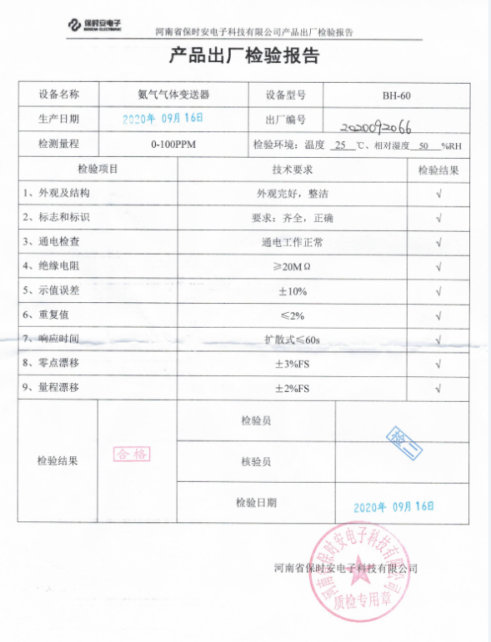 保时安电子
河南省保时安电子科技有限公司产品出厂检验报告
产品出厂检验报告
设备名称 氨气气体变送器 设备型号 BH-60
生产日期 2020年 09月 16日 出厂编号 2020092066
检测量程 0-100PPM 检验环境：温度 25 ℃、相对湿度 50 %RH
检验项目 技术要求 检验结果
1、外观及结构 外观完好，整洁 √
2、标志和标识 要求：齐全，正确 √
3、通电检查 通电工作正常 √
4、绝缘电阻 ≥20MΩ √
5、示值误差 ±10% √
6、重复值 ≤2% √
7、响应时间 扩散式≤60s √
8、零点漂移 ±3%FS √
9、量程漂移 ±2%FS √
检验结果 合格
检验员
检二
核验员
检验日期 2020年 09月 16日
河南省保时安电子科技有限公司
河南省保时安电子科技有限公司
质检专用章